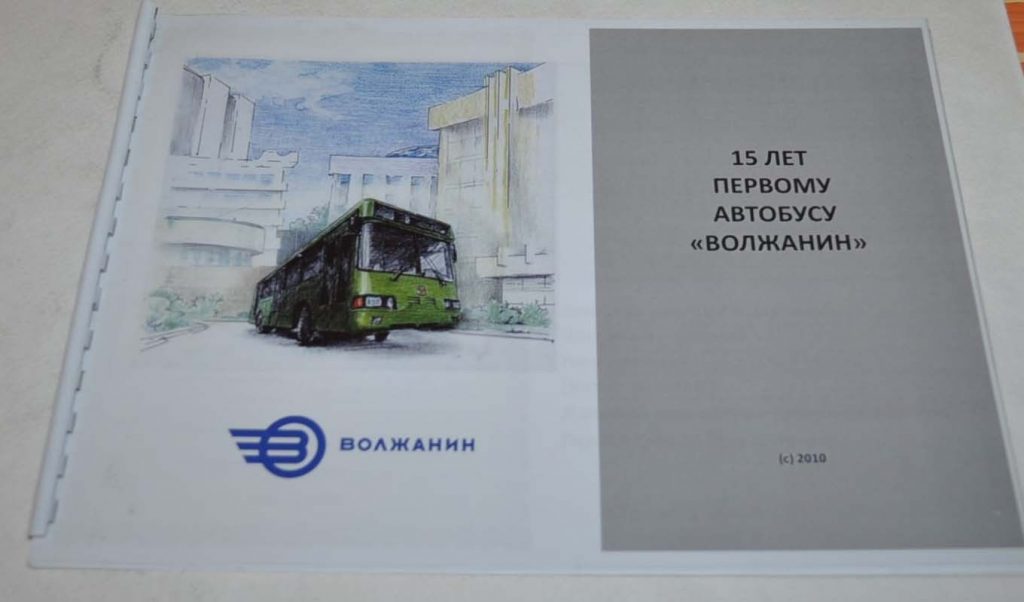 ВОЛЖАНИН
15 ЛЕТ
ПЕРВОМУ
АВТОБУСУ
«ВОЛЖАНИН»
(с) 2010